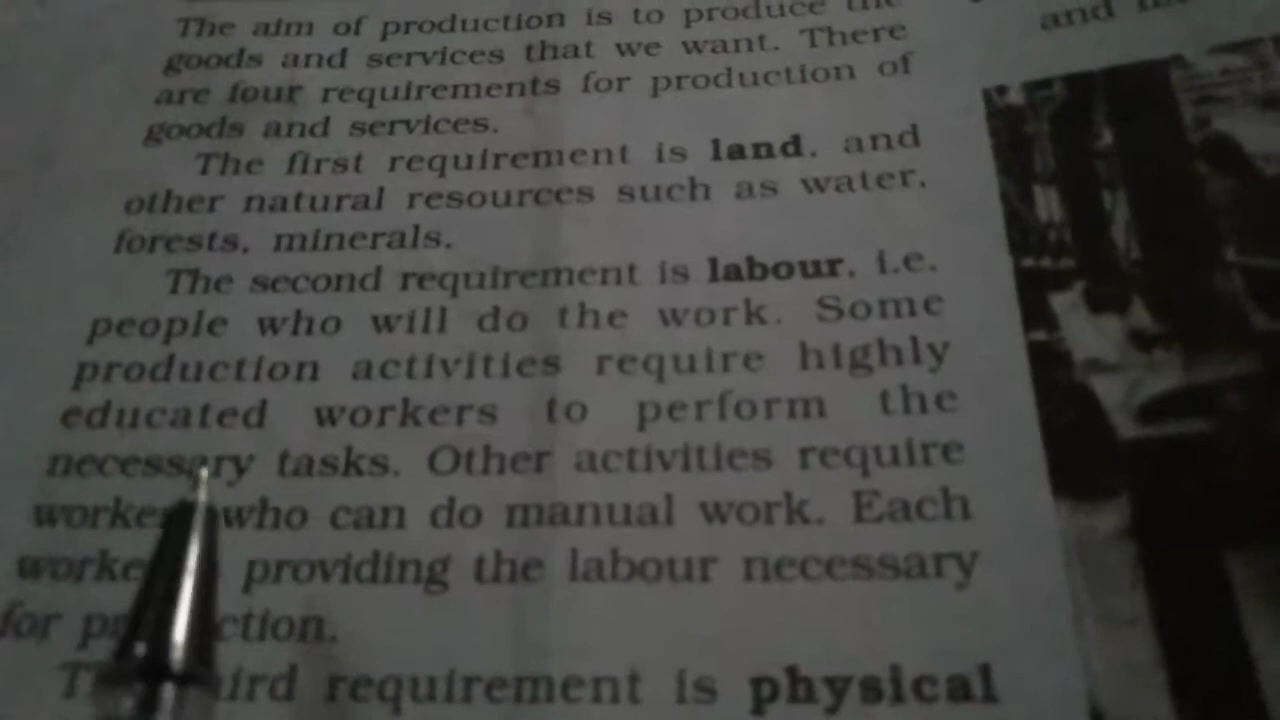 The aim of production is to produce the
goods and services that we want. There
are four requirements for production of
goods and services.
The first requirement is land, and
other natural resources such as water,
forests, minerals.
The second requirement is labour, i.e.
people who will do the work. Some
production activities require highly
educated workers to perform the
necessary tasks. Other activities require
who can do manual work. Each
providing the labour necessary
for
requirement is physical
and